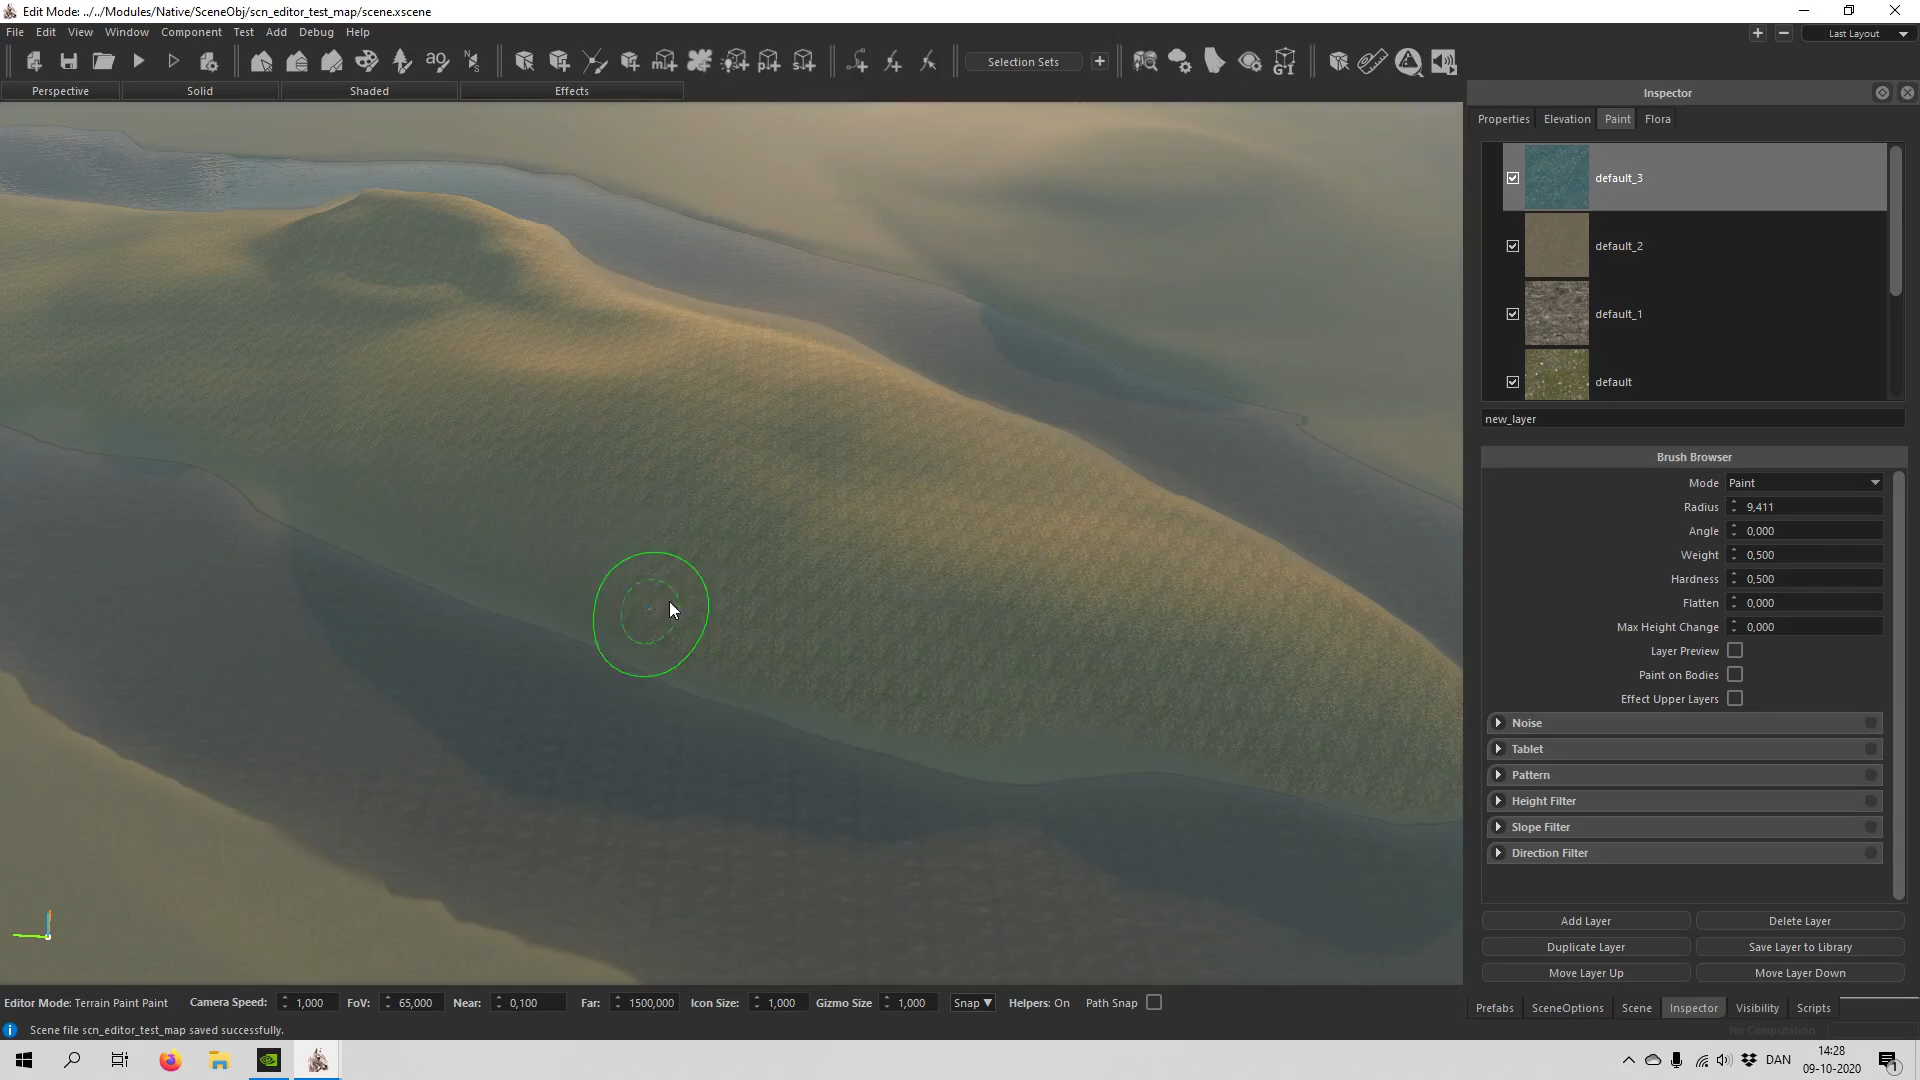 Edit Mode: ../../Modules/Native/SceneObj/scn_editor_test_map/scene.xscene
File Edit View Window Component Test Add Debug Help
Last Layout
ao
Selection Sets
GI
Perspective Solid Shaded Effects
Inspector
Properties Elevation Paint Flora
default_3
default_2
default_1
default
new_layer
Brush Browser
Mode Paint
Radius 9,411
Angle 0,000
Weight 0,500
Hardness 0,500
Flatten 0,000
Max Height Change 0,000
Layer Preview
Paint on Bodies
Effect Upper Layers
Noise
Tablet
Pattern
Height Filter
Slope Filter
Direction Filter
Add Layer Delete Layer
Duplicate Layer Save Layer to Library
Move Layer Up Move Layer Down
Editor Mode: Terrain Paint Paint Camera Speed: 1,000 FoV: 65,000 Near: 0,100 Far: 1500,000 Icon Size: 1,000 Gizmo Size 1,000 Snap Helpers: On Path Snap
Prefabs SceneOptions Scene Inspector Visibility Scripts
Scene file scn_editor_test_map saved successfully.
No Computation
DAN
14:28
09-10-2020
1